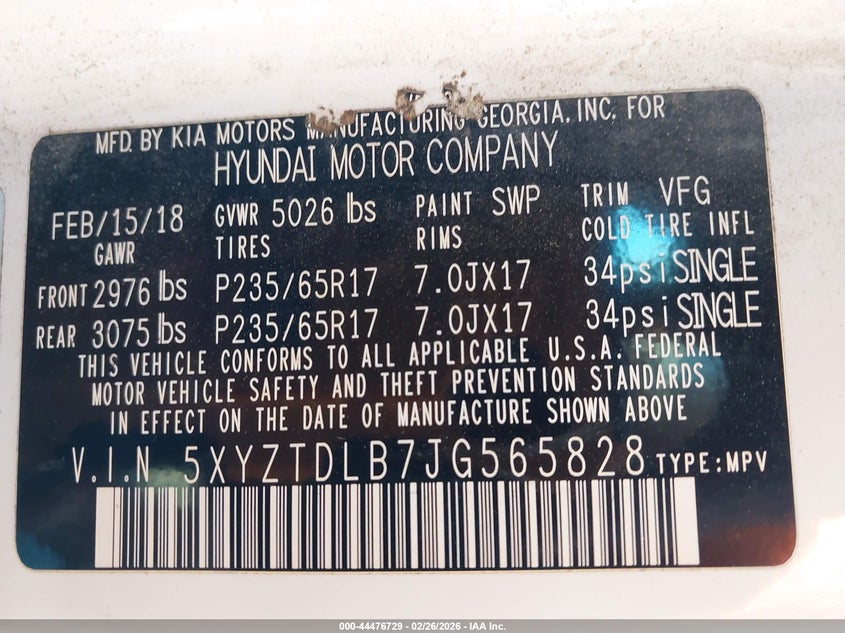 MFD. BY KIA MOTORS MANUFACTURING GEORGIA, INC. FOR
HYUNDAI MOTOR COMPANY
FEB/15/18 GVWR 5026 lbs PAINT SWP TRIM VFG
GAWR TIRES RIMS COLD TIRE INFL
FRONT 2976 lbs P235/65R17 7.0JX17 34psi SINGLE
REAR 3075 lbs P235/65R17 7.0JX17 34psi SINGLE
THIS VEHICLE CONFORMS TO ALL APPLICABLE U.S.A. FEDERAL
MOTOR VEHICLE SAFETY AND THEFT PREVENTION STANDARDS
IN EFFECT ON THE DATE OF MANUFACTURE SHOWN ABOVE
V.I.N 5XYZTDLB7JG565828 TYPE:MPV
000-44476729 - 02/26/2026 - IAA Inc.